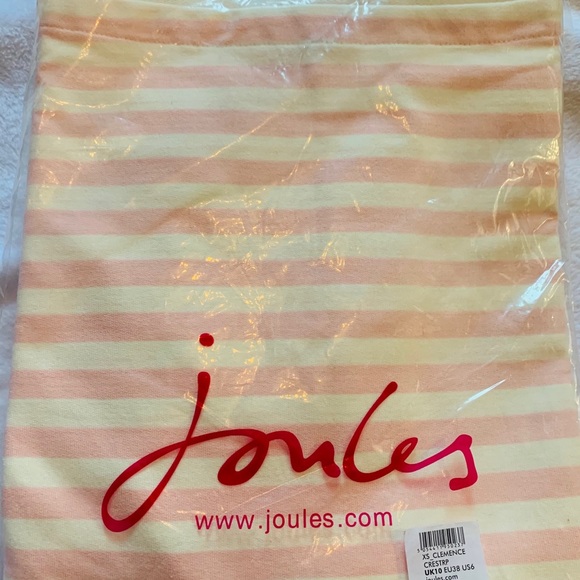 joules
www.joules.com
XS_CLEMENCE
CRESTRP
UK10 EU38 US6
joules.com